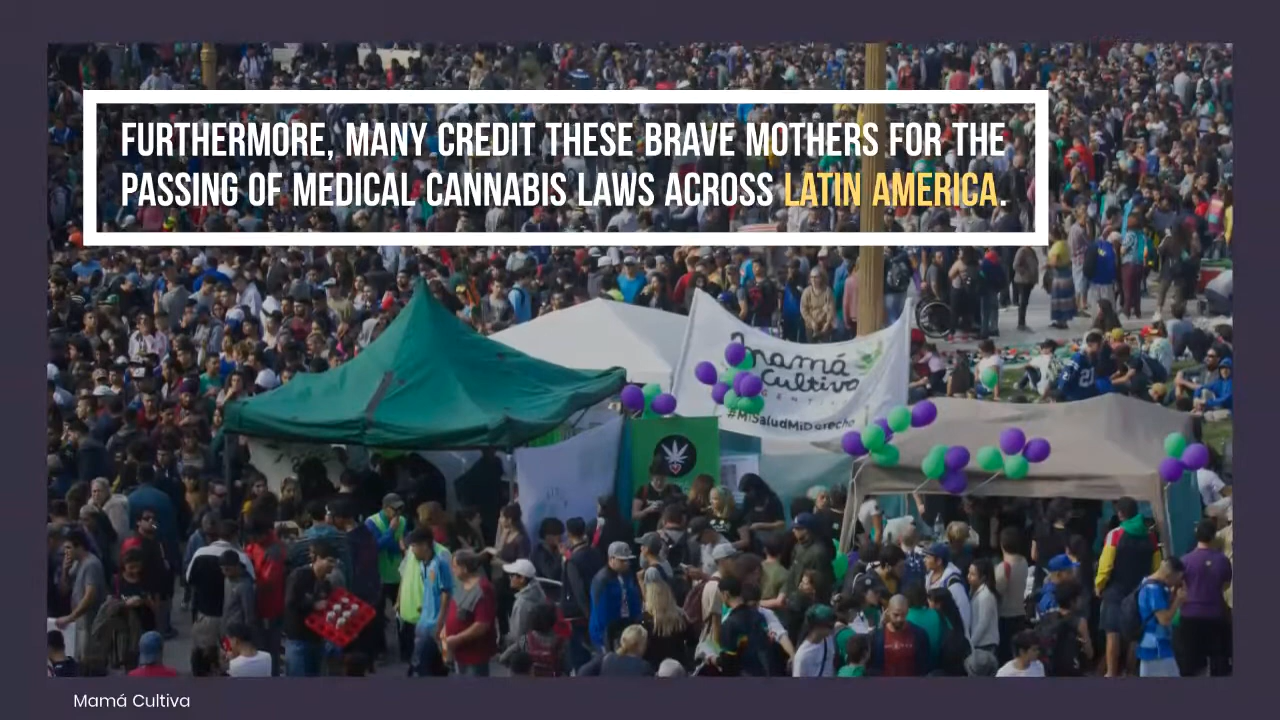 FURTHERMORE, MANY CREDIT THESE BRAVE MOTHERS FOR THE
PASSING OF MEDICAL CANNABIS LAWS ACROSS LATIN AMERICA.
mamá
Cultiva
#MiSaludMiDerecho
Mamá Cultiva